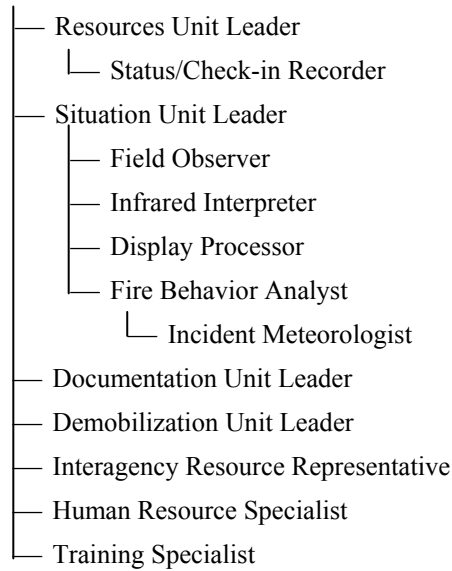 Resources Unit Leader
Status/Check-in Recorder
Situation Unit Leader
Field Observer
Infrared Interpreter
Display Processor
Fire Behavior Analyst
Incident Meteorologist
Documentation Unit Leader
Demobilization Unit Leader
Interagency Resource Representative
Human Resource Specialist
Training Specialist